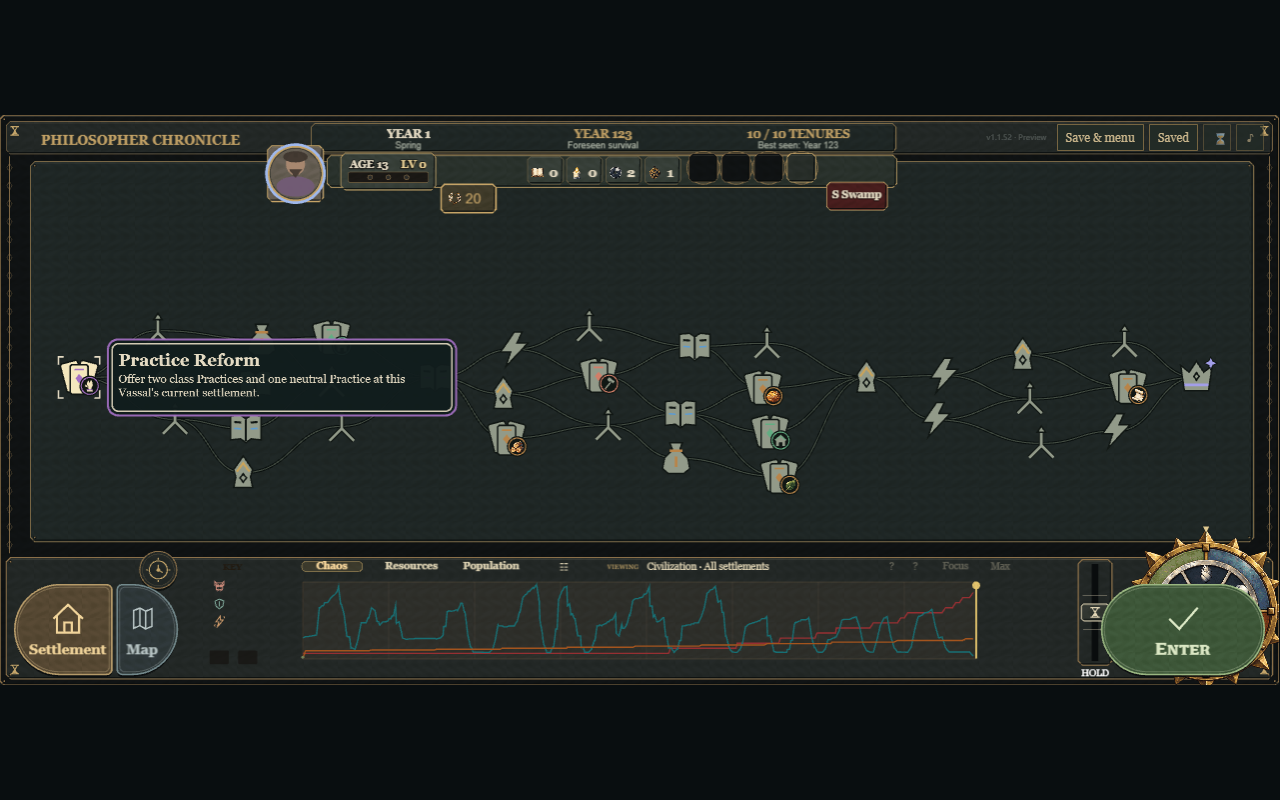 PHILOSOPHER CHRONICLE
YEAR 1
Spring
YEAR 123
Foreseen survival
10 / 10 TENURES
Best seen: Year 123
v1.1.52 · Preview
Save & menu
Saved
AGE 13 LV 0
0
0
2
1
20
S Swamp
Practice Reform
Offer two class Practices and one neutral Practice at this
Vassal's current settlement.
Chaos
Resources
Population
VIEWING
Civilization · All settlements
?
?
Focus
Max
Settlement
Map
HOLD
ENTER